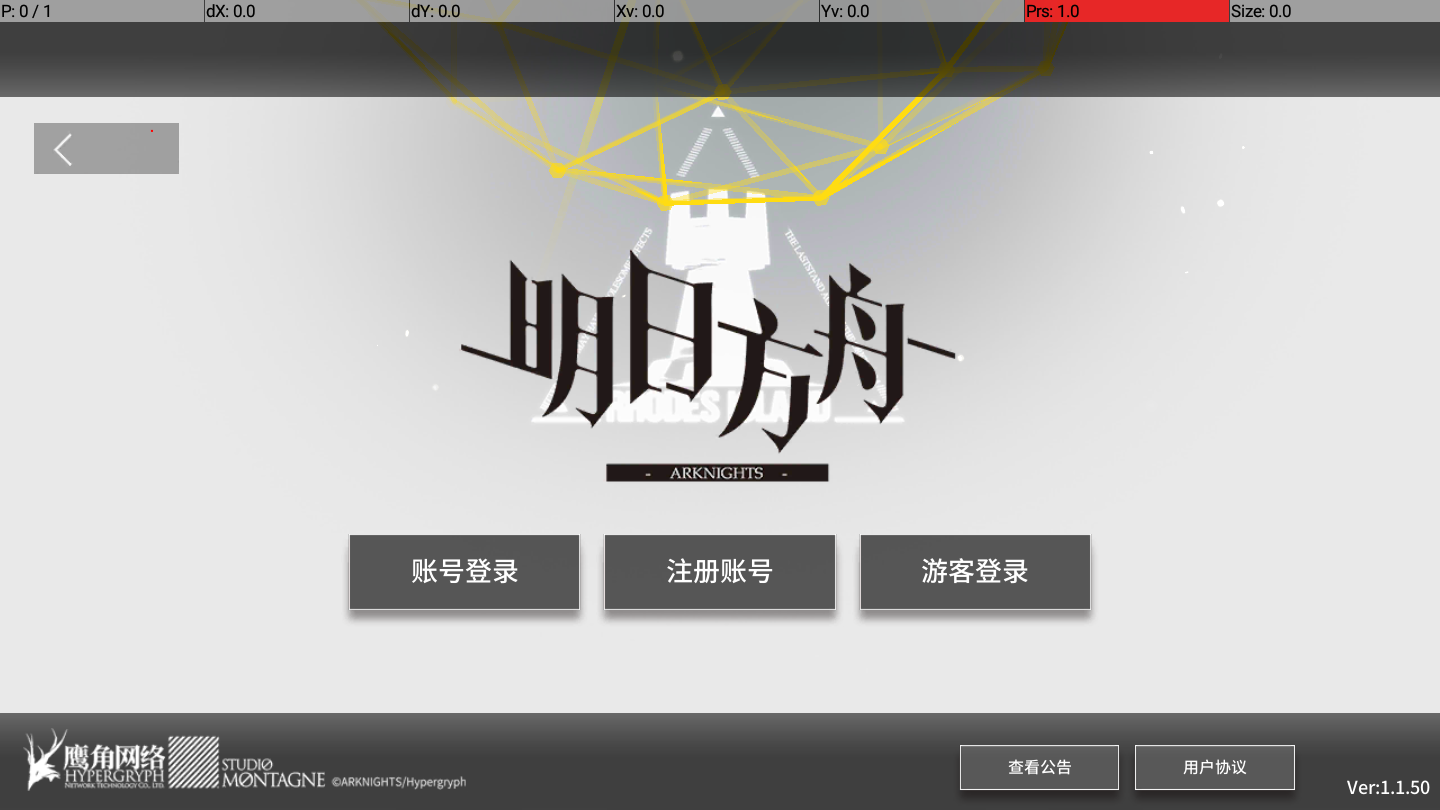 P: 0 / 1 dX: 0.0 dY: 0.0 Xv: 0.0 Yv: 0.0 Prs: 1.0 Size: 0.0
明日方舟
RHODES ISLAND
- ARKNIGHTS -
账号登录 注册账号 游客登录
鹰角网络
HYPERGRYPH
NETWORK TECHNOLOGY CO., LTD.
STUDIO
MØNTAGNE
©ARKNIGHTS/Hypergryph
查看公告 用户协议
Ver:1.1.50